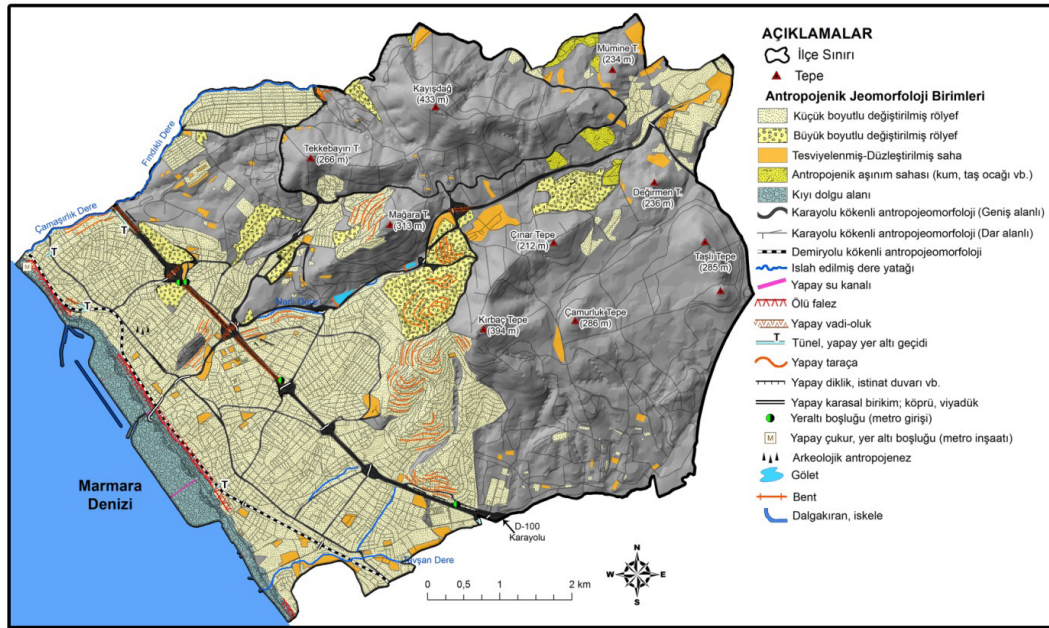 Mümine T.
(234 m)
Kayışdağ
(433 m)
Tekkebayırı T.
(266 m)
Fındıklı Dere
Çamaşırlık Dere
Mağara T.
(313 m)
Değirmen T.
(236 m)
Çınar Tepe
(212 m)
Taşlı Tepe
(285 m)
Kırbaç Tepe
(394 m)
Çamurluk Tepe
(286 m)
Nani Dere
T
T
T
M
Marmara
Denizi
D-100
Karayolu
Tavşan Dere
N
W
E
S
0 0,5 1 2 km
AÇIKLAMALAR
İlçe Sınırı
Tepe
Antropojenik Jeomorfoloji Birimleri
Küçük boyutlu değiştirilmiş rölyef
Büyük boyutlu değiştirilmiş rölyef
Tesviyelenmiş-Düzleştirilmiş saha
Antropojenik aşınım sahası (kum, taş ocağı vb.)
Kıyı dolgu alanı
Karayolu kökenli antropojeomorfoloji (Geniş alanlı)
Karayolu kökenli antropojeomorfoloji (Dar alanlı)
Demiryolu kökenli antropojeomorfoloji
Islah edilmiş dere yatağı
Yapay su kanalı
Ölü falez
Yapay vadi-oluk
T Tünel, yapay yer altı geçidi
Yapay taraça
Yapay diklik, istinat duvarı vb.
Yapay karasal birikim; köprü, viyadük
Yeraltı boşluğu (metro girişi)
M Yapay çukur, yer altı boşluğu (metro inşaatı)
Arkeolojik antropojenez
Gölet
Bent
Dalgakıran, iskele